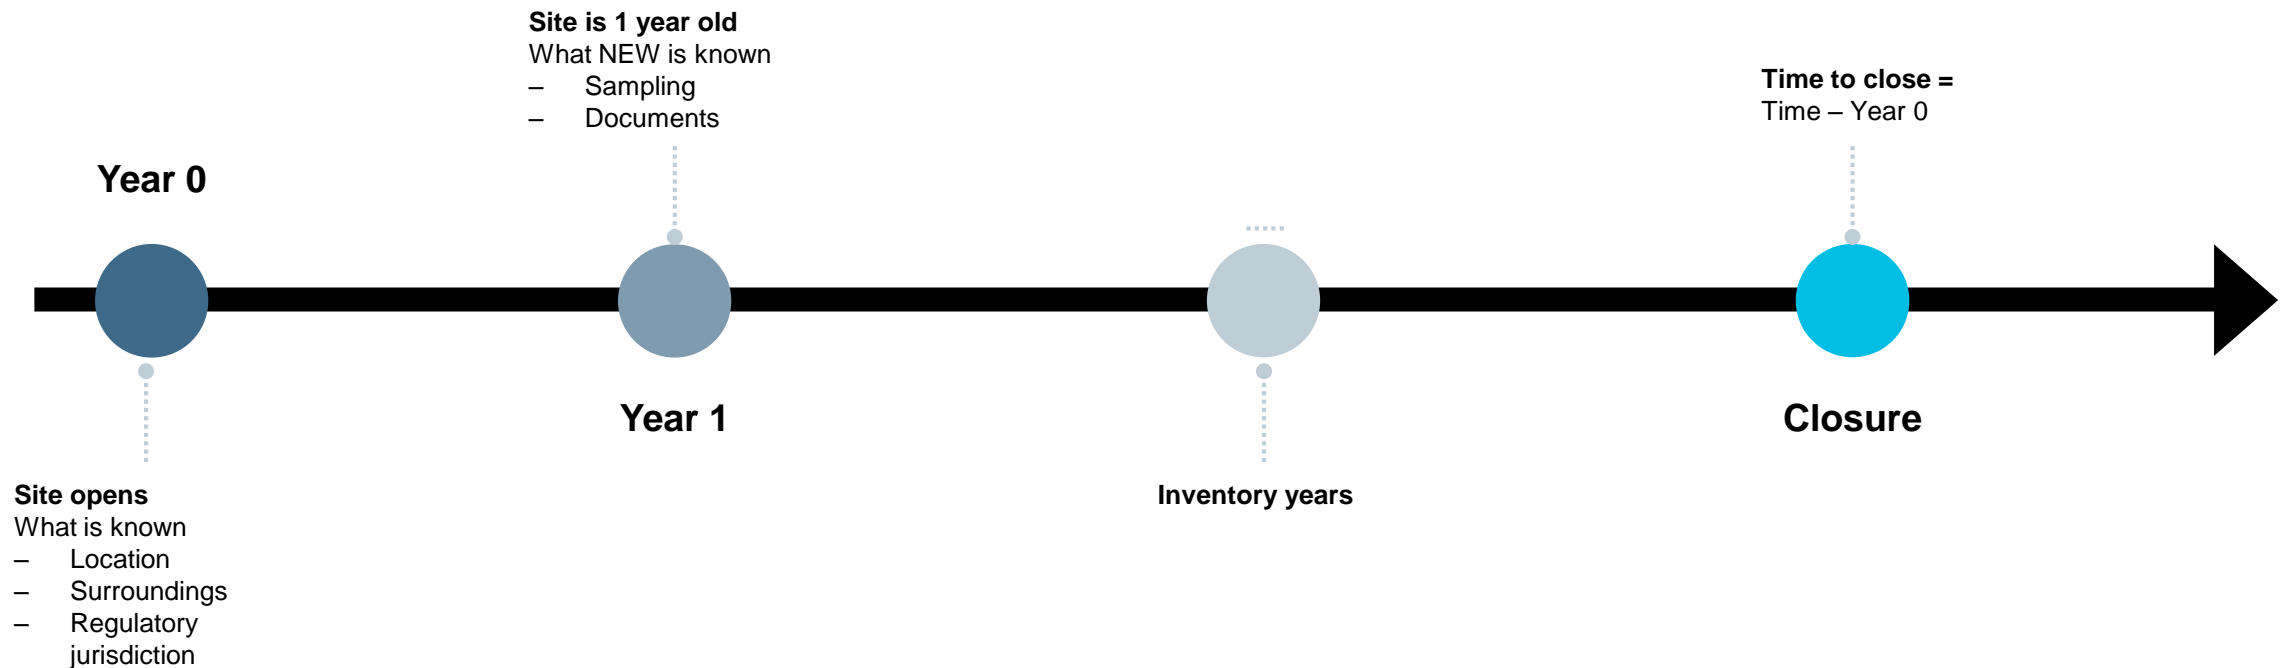 Site is 1 year old
What NEW is known
– Sampling
– Documents
Time to close =
Time – Year 0
Year 0
Year 1
Closure
Site opens
What is known
– Location
– Surroundings
– Regulatory
jurisdiction
Inventory years